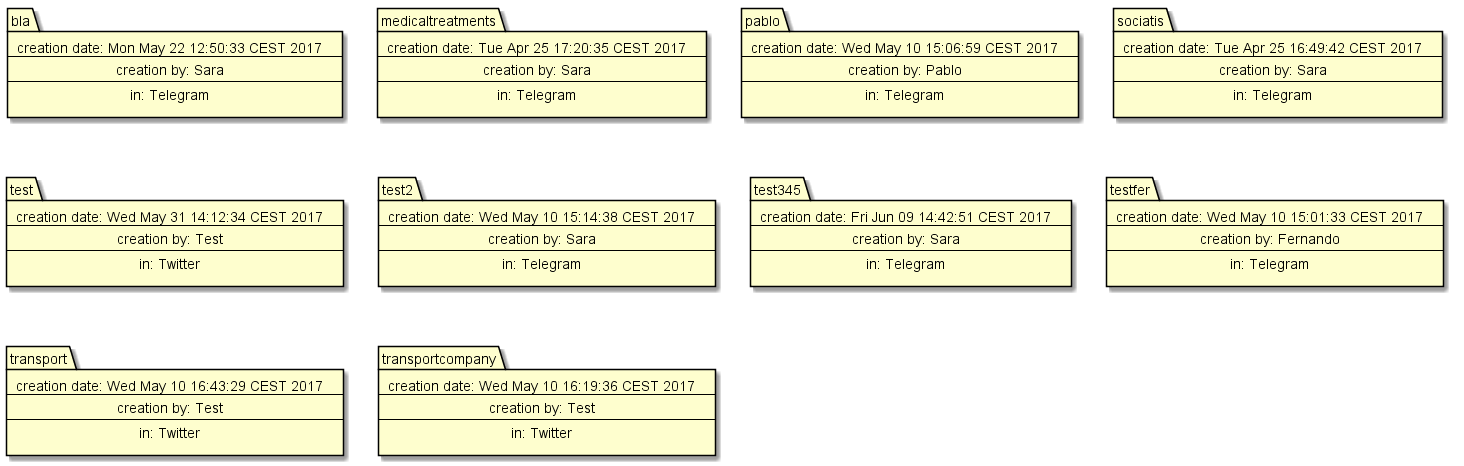 bla
creation date: Mon May 22 12:50:33 CEST 2017
creation by: Sara
in: Telegram
medicaltreatments
creation date: Tue Apr 25 17:20:35 CEST 2017
creation by: Sara
in: Telegram
pablo
creation date: Wed May 10 15:06:59 CEST 2017
creation by: Pablo
in: Telegram
sociatis
creation date: Tue Apr 25 16:49:42 CEST 2017
creation by: Sara
in: Telegram
test
creation date: Wed May 31 14:12:34 CEST 2017
creation by: Test
in: Twitter
test2
creation date: Wed May 10 15:14:38 CEST 2017
creation by: Sara
in: Telegram
test345
creation date: Fri Jun 09 14:42:51 CEST 2017
creation by: Sara
in: Telegram
testfer
creation date: Wed May 10 15:01:33 CEST 2017
creation by: Fernando
in: Telegram
transport
creation date: Wed May 10 16:43:29 CEST 2017
creation by: Test
in: Twitter
transportcompany
creation date: Wed May 10 16:19:36 CEST 2017
creation by: Test
in: Twitter